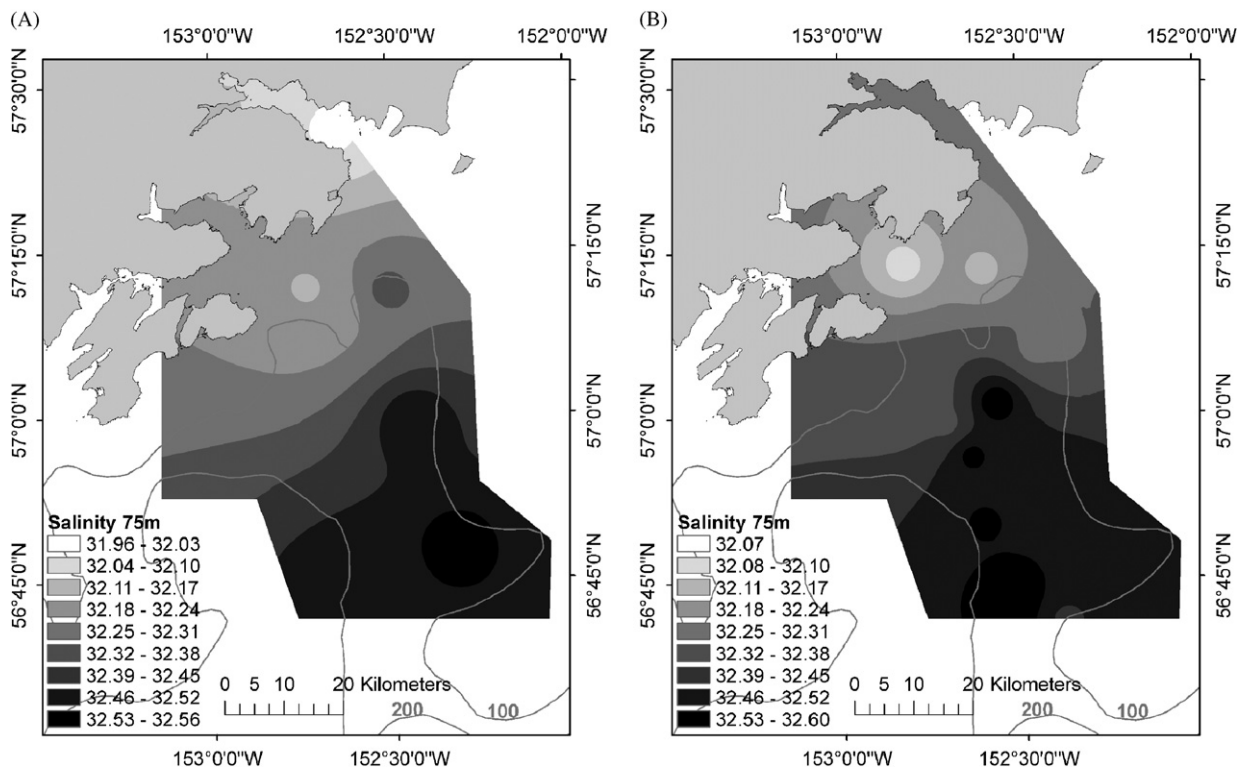 (A)
153°0'0"W 152°30'0"W 152°0'0"W
57°30'0"N
57°15'0"N
57°0'0"N
56°45'0"N
57°15'0"N
57°0'0"N
56°45'0"N
Salinity 75m
31.96 - 32.03
32.04 - 32.10
32.11 - 32.17
32.18 - 32.24
32.25 - 32.31
32.32 - 32.38
32.39 - 32.45
32.46 - 32.52
32.53 - 32.56
0 5 10 20 Kilometers
200 100
153°0'0"W 152°30'0"W
(B)
153°0'0"W 152°30'0"W 152°0'0"W
57°30'0"N
57°15'0"N
57°0'0"N
56°45'0"N
57°15'0"N
57°0'0"N
56°45'0"N
Salinity 75m
32.07
32.08 - 32.10
32.11 - 32.17
32.18 - 32.24
32.25 - 32.31
32.32 - 32.38
32.39 - 32.45
32.46 - 32.52
32.53 - 32.60
0 5 10 20 Kilometers
200 100
153°0'0"W 152°30'0"W